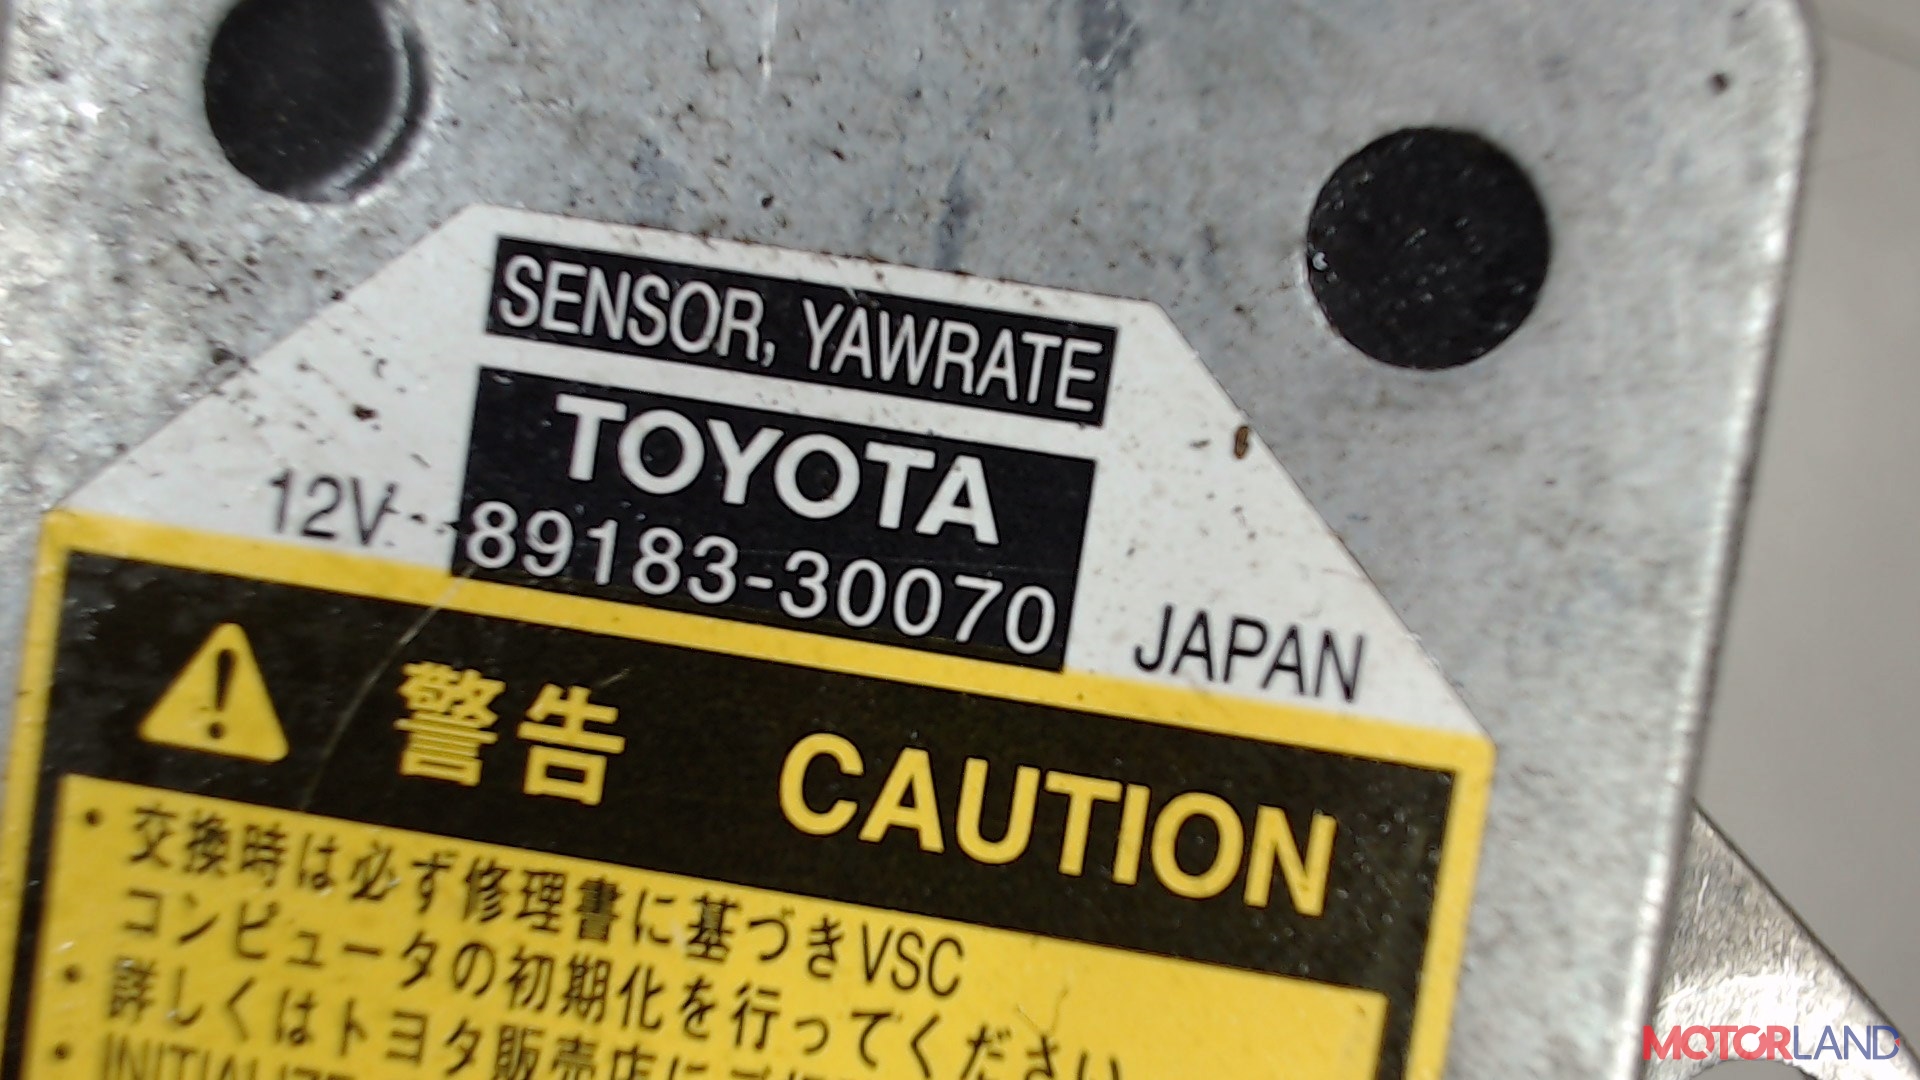 SENSOR, YAWRATE
TOYOTA
12V 89183-30070
JAPAN
警告 CAUTION
・交換時は必ず修理書に基づきVSC
コンピュータの初期化を行ってください
・詳しくはトヨタ販売店に
・
MOTORLAND